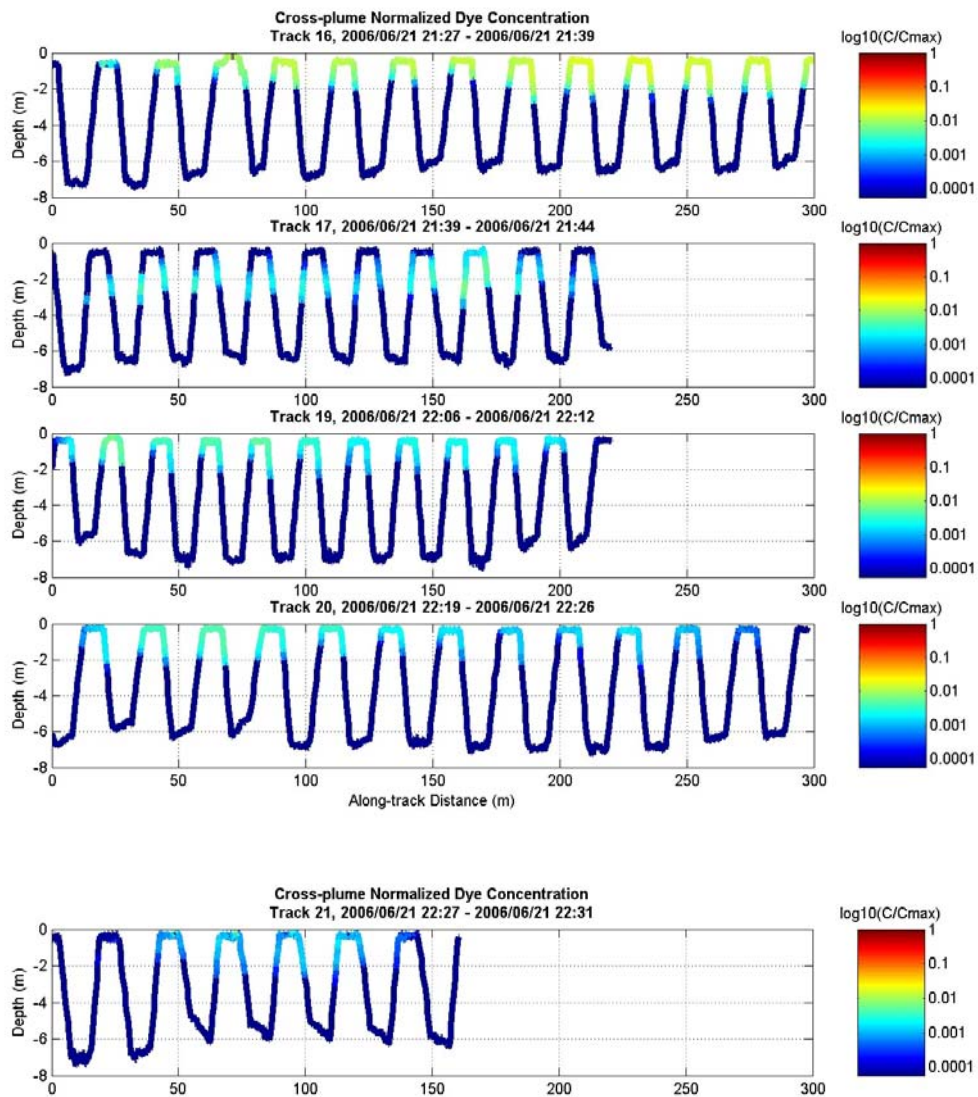 Cross-plume Normalized Dye Concentration
Track 16, 2006/06/21 21:27 - 2006/06/21 21:39
log10(C/Cmax)
0
-2
-4
-6
-8
Depth (m)
0 50 100 150 200 250 300
1
0.1
0.01
0.001
0.0001
Track 17, 2006/06/21 21:39 - 2006/06/21 21:44
log10(C/Cmax)
0
-2
-4
-6
-8
Depth (m)
0 50 100 150 200 250 300
1
0.1
0.01
0.001
0.0001
Track 19, 2006/06/21 22:06 - 2006/06/21 22:12
log10(C/Cmax)
0
-2
-4
-6
-8
Depth (m)
0 50 100 150 200 250 300
1
0.1
0.01
0.001
0.0001
Track 20, 2006/06/21 22:19 - 2006/06/21 22:26
log10(C/Cmax)
0
-2
-4
-6
-8
Depth (m)
0 50 100 150 200 250 300
1
0.1
0.01
0.001
0.0001
Along-track Distance (m)
Cross-plume Normalized Dye Concentration
Track 21, 2006/06/21 22:27 - 2006/06/21 22:31
log10(C/Cmax)
0
-2
-4
-6
-8
Depth (m)
0 50 100 150 200 250 300
1
0.1
0.01
0.001
0.0001